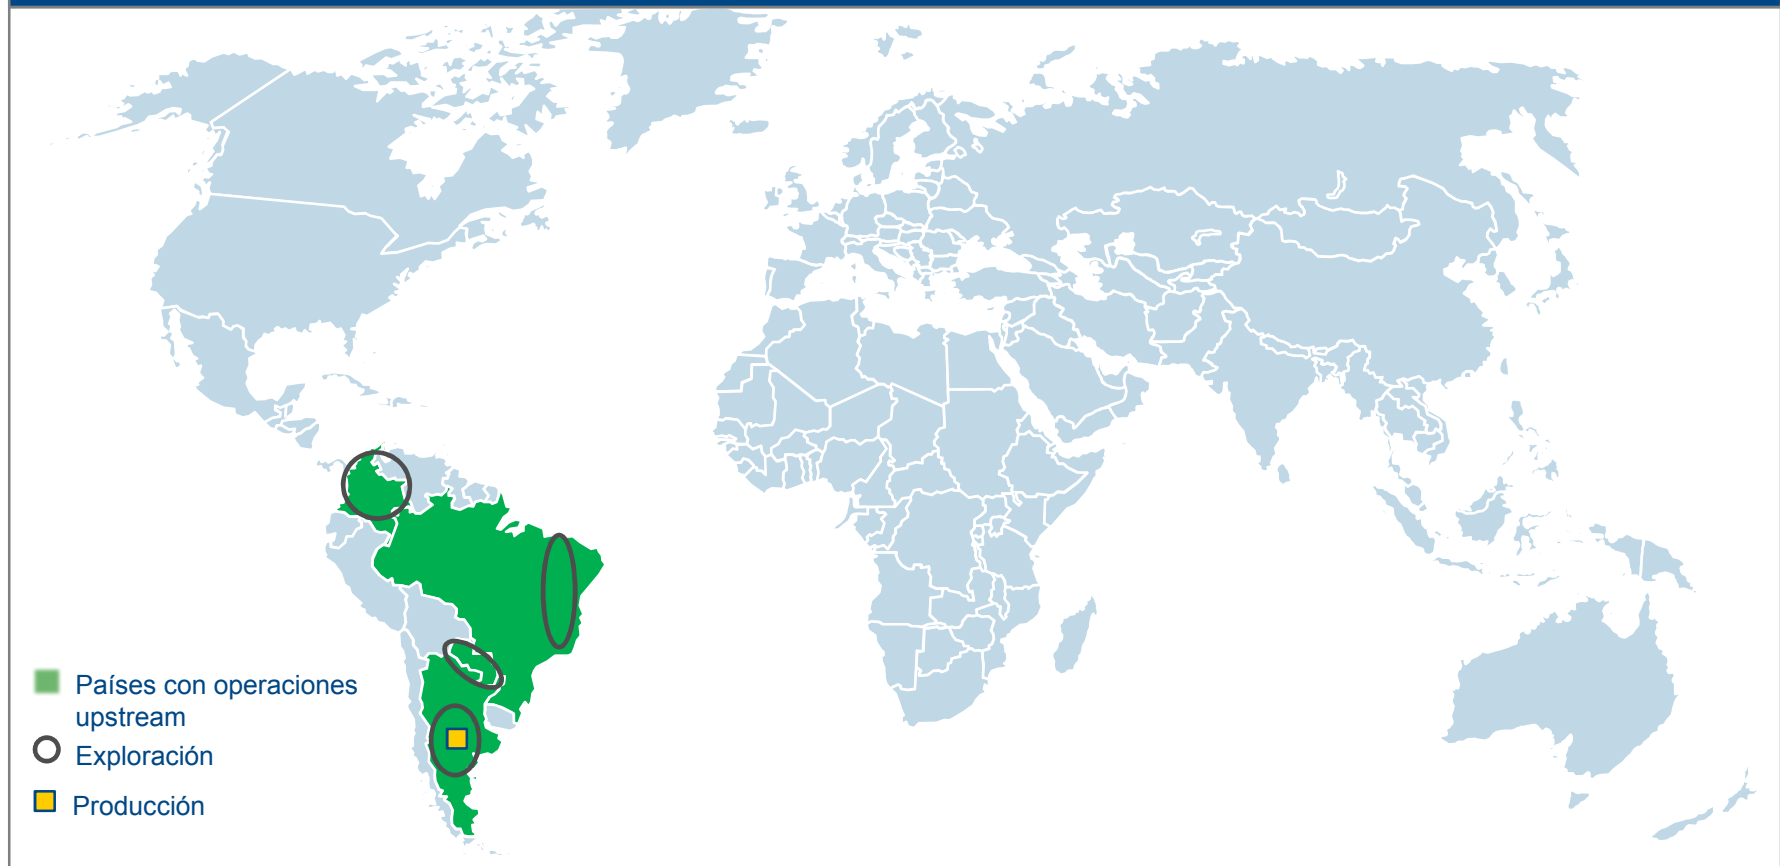 Países con operaciones
upstream
Exploración
Producción